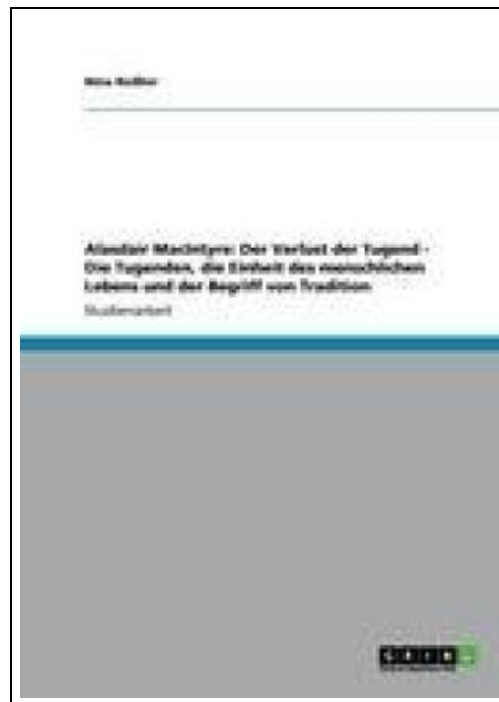 Alasdair MacIntyre: Der Verlust der Tugend -
Die Tugenden, die Einheit des menschlichen
Lebens und der Begriff von Tradition
Studienarbeit
GRIN